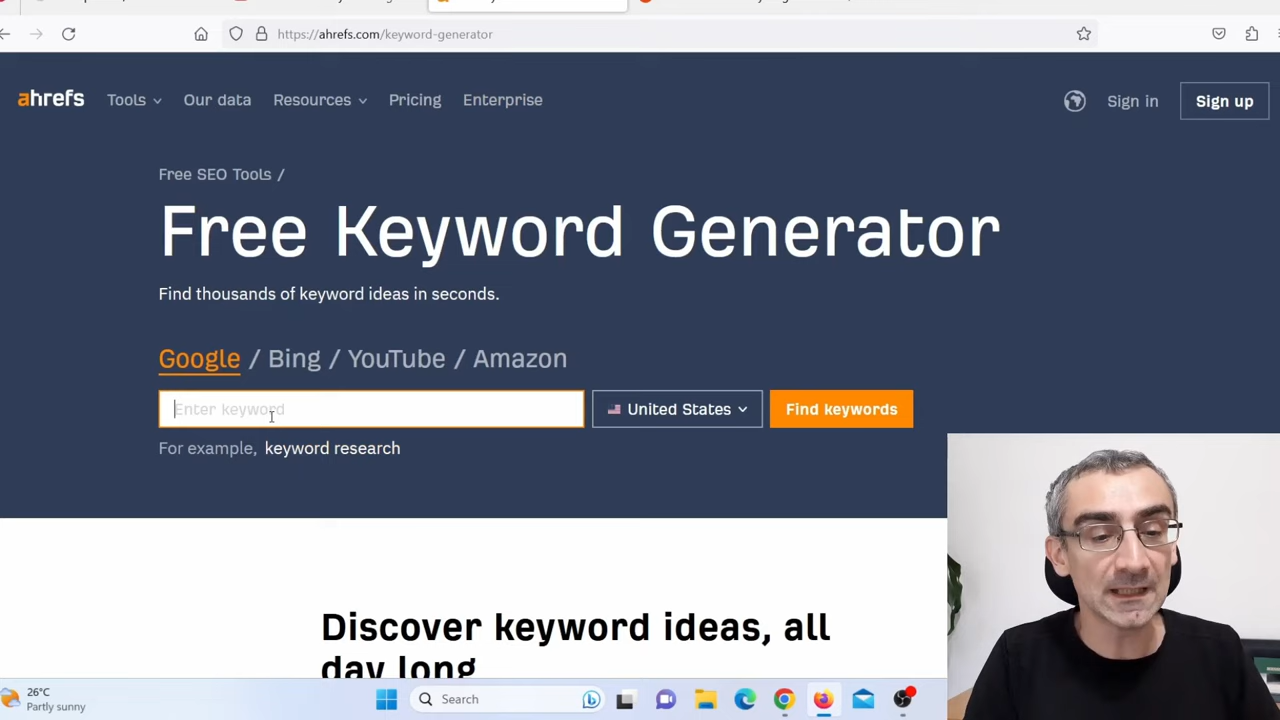 https://ahrefs.com/keyword-generator
ahrefs Tools Our data Resources Pricing Enterprise Sign in Sign up
Free SEO Tools /
Free Keyword Generator
Find thousands of keyword ideas in seconds.
Google / Bing / YouTube / Amazon
Enter keyword United States Find keywords
For example, keyword research
Discover keyword ideas, all
day long
26°C
Partly sunny
Search